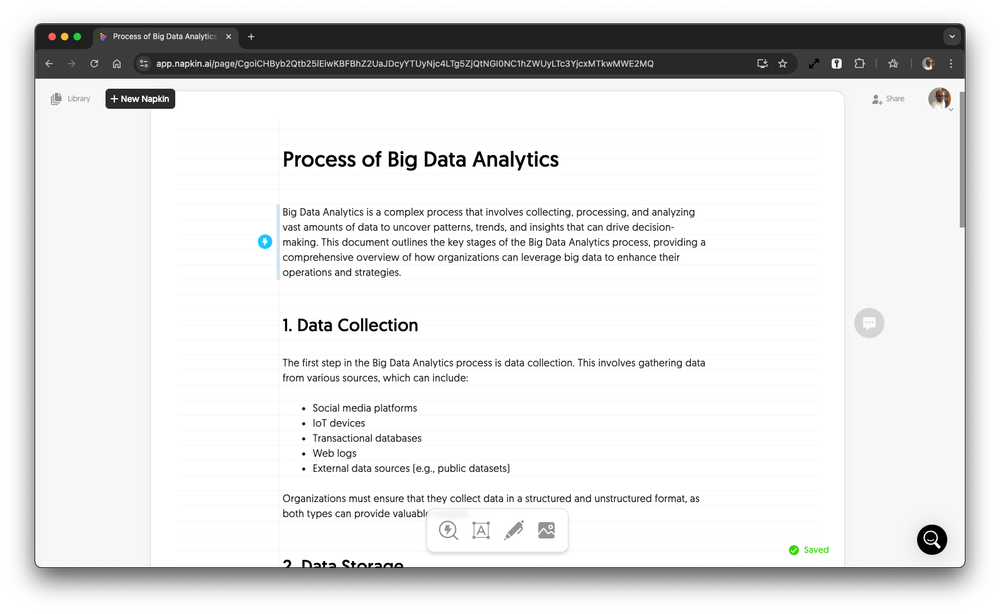 Process of Big Data Analytics
app.napkin.ai/page/CgoiCHByb2Qtb25lEiwKBFBhZ2UaJDcyYTUyNjc4LTg5ZjQtNGI0NC1hZWUyLTc3YjcxMTkwMWE2MQ
Library
+ New Napkin
Share
Process of Big Data Analytics
Big Data Analytics is a complex process that involves collecting, processing, and analyzing
vast amounts of data to uncover patterns, trends, and insights that can drive decision-
making. This document outlines the key stages of the Big Data Analytics process, providing a
comprehensive overview of how organizations can leverage big data to enhance their
operations and strategies.
1. Data Collection
The first step in the Big Data Analytics process is data collection. This involves gathering data
from various sources, which can include:
• Social media platforms
• IoT devices
• Transactional databases
• Web logs
• External data sources (e.g., public datasets)
Organizations must ensure that they collect data in a structured and unstructured format, as
both types can provide valuable
A
Saved
2. Data Storage